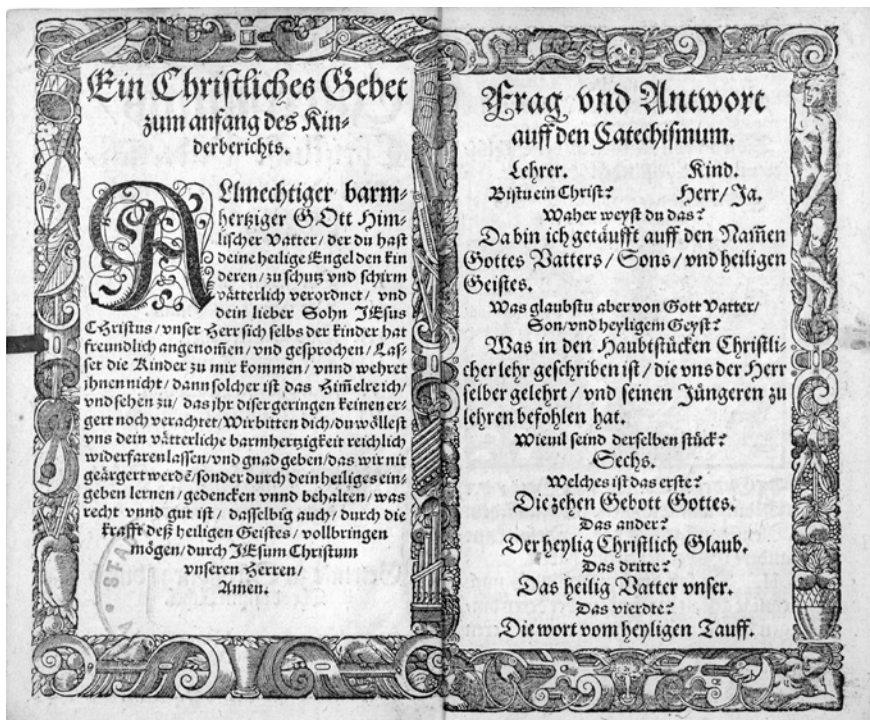 Ein Christliches Gebet
zum anfang des Kin-
derberichts.
ALlmechtiger barm-
hertziger GOtt Him-
lischer Vatter/ der du hast
deine heilige Engel den kin
deren/ zu schutz vnd schirm
vätterlich verordnet/ vnd
dein lieber Sohn JEsus
CHristus/ vnser Herr sich selbs der kinder hat
freundlich angenom̃en/ vnd gesprochen/ Las-
set die Kinder zu mir kommen/ vnnd wehret
jhnen nicht/ dann solcher ist das Him̃elreich/
vnd sehen zu/ das jhr diser geringen keinen er-
gert noch verachtet/ Wir bitten dich/ du wöllest
vns dein vätterliche barmhertzigkeit reichlich
widerfaren lassen/ vnd gnad geben/ das wir nit
geärgert werdē/ sonder durch dein heiliges ein-
geben lernen/ gedencken vnnd behalten/ was
recht vnnd gut ist/ dasselbig auch/ durch die
krafft deß heiligen Geistes/ vollbringen
mögen/ durch JEsum Christum
vnseren Herren/
Amen.
Frag vnd Antwort
auff den Catechismum.
Lehrer. Kind.
Bistu ein Christ? Herr/ Ja.
Waher weyst du das?
Da bin ich getäufft auff den Nam̃en
Gottes Vatters/ Sons/ vnd heiligen
Geistes.
Was glaubstu aber von Gott Vatter/
Son/ vnd heyligem Geyst?
Was in den Haubtstücken Christli-
cher lehr geschriben ist/ die vns der Herr
selber gelehrt/ vnd seinen Jüngeren zu
lehren befohlen hat.
Wieuil seind derselben stück?
Sechs.
Welches ist das erste?
Die zehen Gebott Gottes.
Das ander?
Der heylig Christlich Glaub.
Das dritte?
Das heilig Vatter vnser.
Das vierdte?
Die wort vom heyligen Tauff.